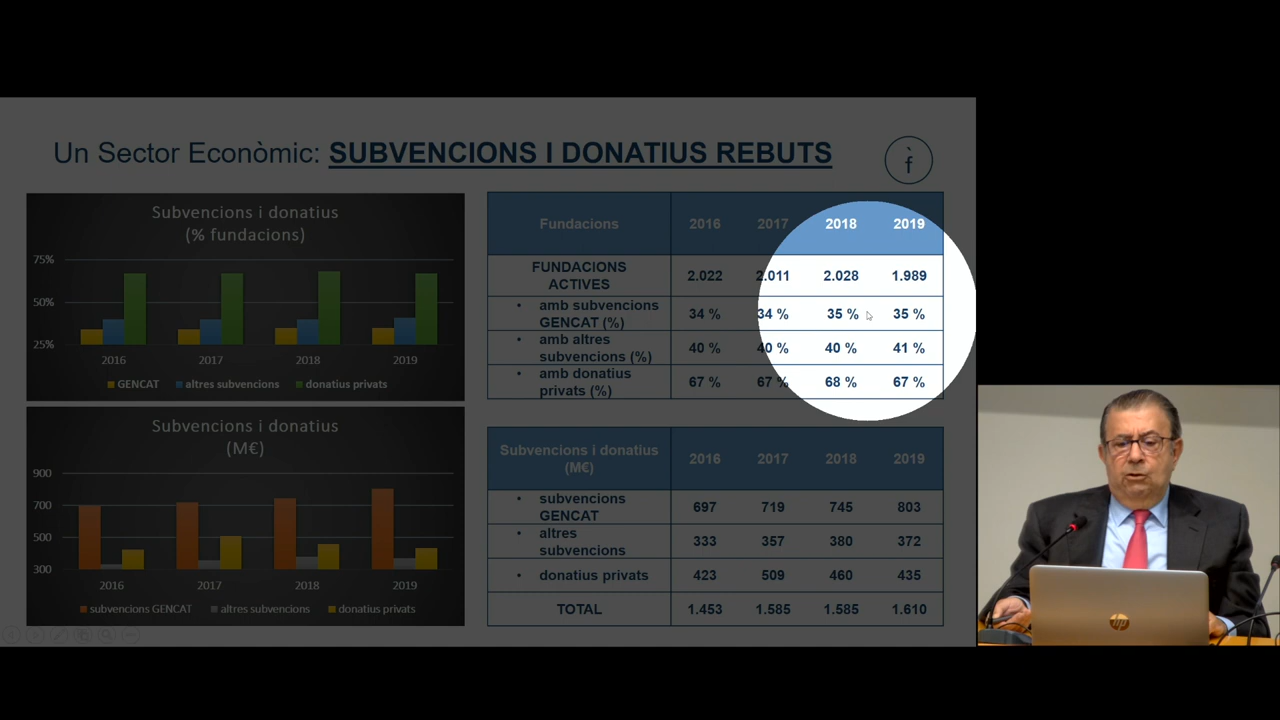 Un Sector Econòmic: SUBVENCIONS I DONATIUS REBUTS
f̀
Subvencions i donatius
(% fundacions)
75%
50%
25%
2016 2017 2018 2019
GENCAT altres subvencions donatius privats
Subvencions i donatius
(M€)
900
700
500
300
2016 2017 2018 2019
subvencions GENCAT altres subvencions donatius privats
Fundacions 2016 2017 2018 2019
FUNDACIONS
ACTIVES 2.022 2.011 2.028 1.989
• amb subvencions
GENCAT (%) 34 % 34 % 35 % 35 %
• amb altres
subvencions (%) 40 % 40 % 40 % 41 %
• amb donatius
privats (%) 67 % 67 % 68 % 67 %
Subvencions i donatius
(M€) 2016 2017 2018 2019
• subvencions
GENCAT 697 719 745 803
• altres
subvencions 333 357 380 372
• donatius privats 423 509 460 435
TOTAL 1.453 1.585 1.585 1.610
hp